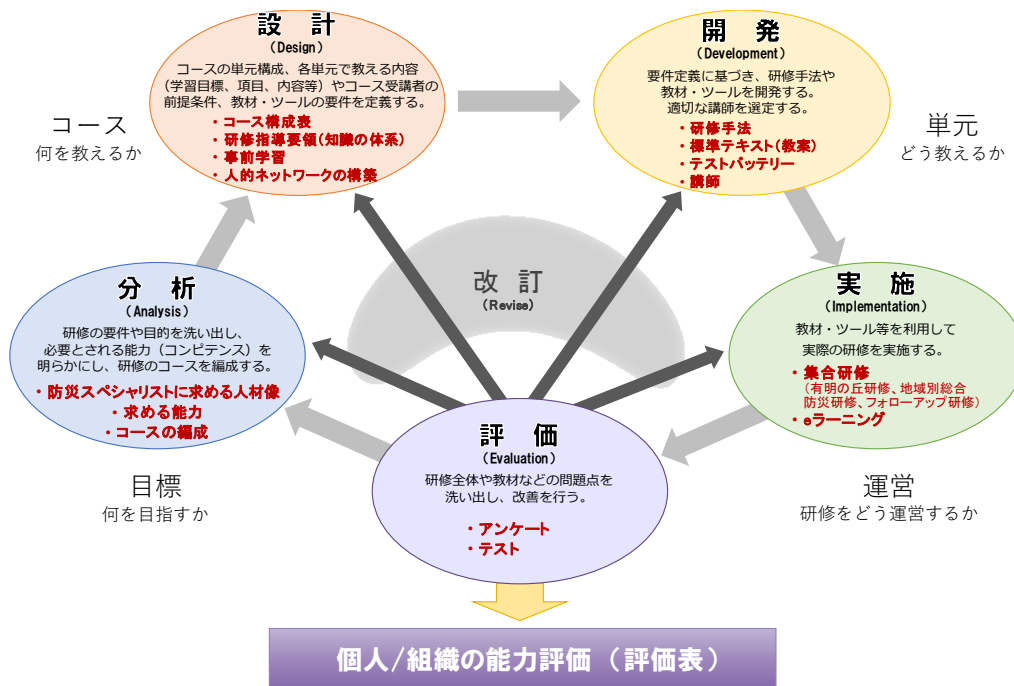 設 計
(Design)
コースの単元構成、各単元で教える内容
(学習目標、項目、内容等)やコース受講者の
前提条件、教材・ツールの要件を定義する。
・コース構成表
・研修指導要領(知識の体系)
・事前学習
・人的ネットワークの構築
開 発
(Development)
要件定義に基づき、研修手法や
教材・ツールを開発する。
適切な講師を選定する。
・研修手法
・標準テキスト(教案)
・テストバッテリー
・講師
コース
何を教えるか
単元
どう教えるか
改 訂
(Revise)
分 析
(Analysis)
研修の要件や目的を洗い出し、
必要とされる能力(コンピテンス)を
明らかにし、研修のコースを編成する。
・防災スペシャリストに求める人材像
・求める能力
・コースの編成
実 施
(Implementation)
教材・ツール等を利用して
実際の研修を実施する。
・集合研修
(有明の丘研修、地域別総合
防災研修、フォローアップ研修)
・eラーニング
評 価
(Evaluation)
研修全体や教材などの問題点を
洗い出し、改善を行う。
・アンケート
・テスト
目標
何を目指すか
運営
研修をどう運営するか
個人/組織の能力評価 (評価表)